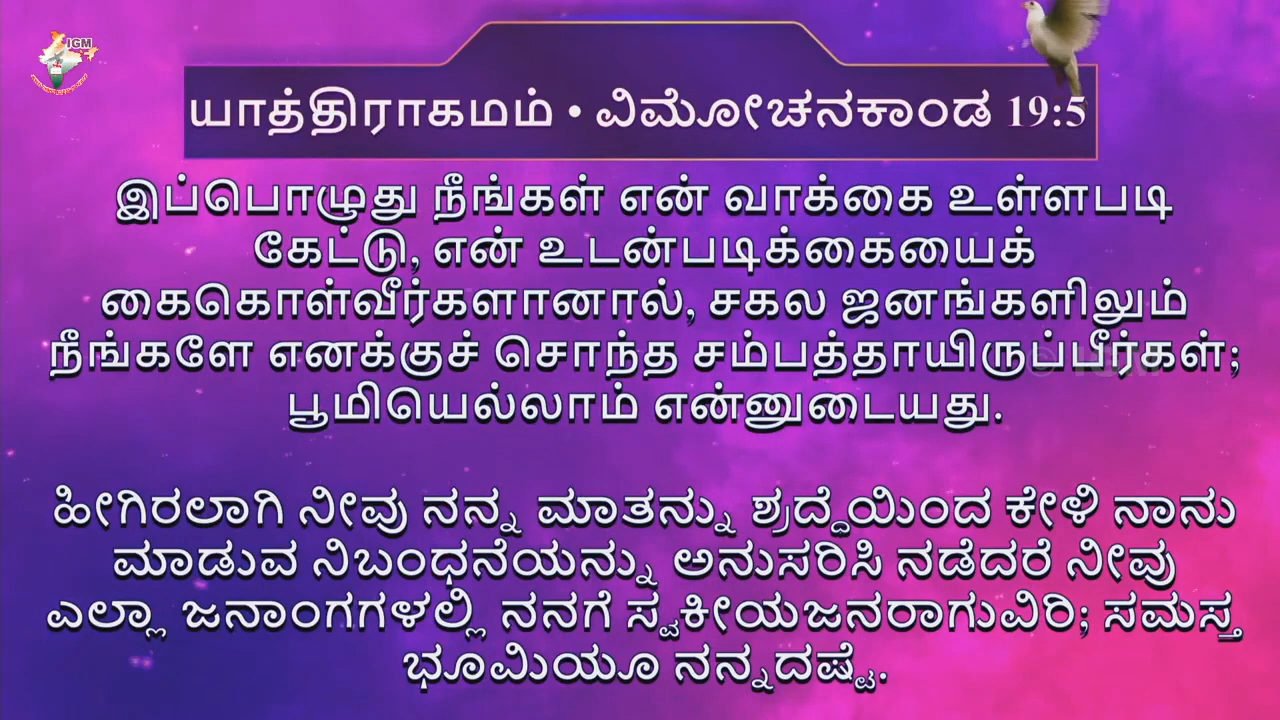 IGM
யாத்திராகமம் • ವಿಮೋಚನಕಾಂಡ 19:5
இப்பொழுது நீங்கள் என் வாக்கை உள்ளபடி
கேட்டு, என் உடன்படிக்கையைக்
கைகொள்வீர்களானால், சகல ஜனங்களிலும்
நீங்களே எனக்குச் சொந்த சம்பத்தாயிருப்பீர்கள்;
© IGM
பூமியெல்லாம் என்னுடையது.
ಹೀಗಿರಲಾಗಿ ನೀವು ನನ್ನ ಮಾತನ್ನು ಶ್ರದ್ದೆಯಿಂದ ಕೇಳಿ ನಾನು
ಮಾಡುವ ನಿಬಂಧನೆಯನ್ನು ಅನುಸರಿಸಿ ನಡೆದರೆ ನೀವು
ಎಲ್ಲಾ ಜನಾಂಗಗಳಲ್ಲಿ ನನಗೆ ಸ್ವಕೀಯಜನರಾಗುವಿರಿ; ಸಮಸ್ತ
ಭೂಮಿಯೂ ನನ್ನದಷ್ಟೆ.